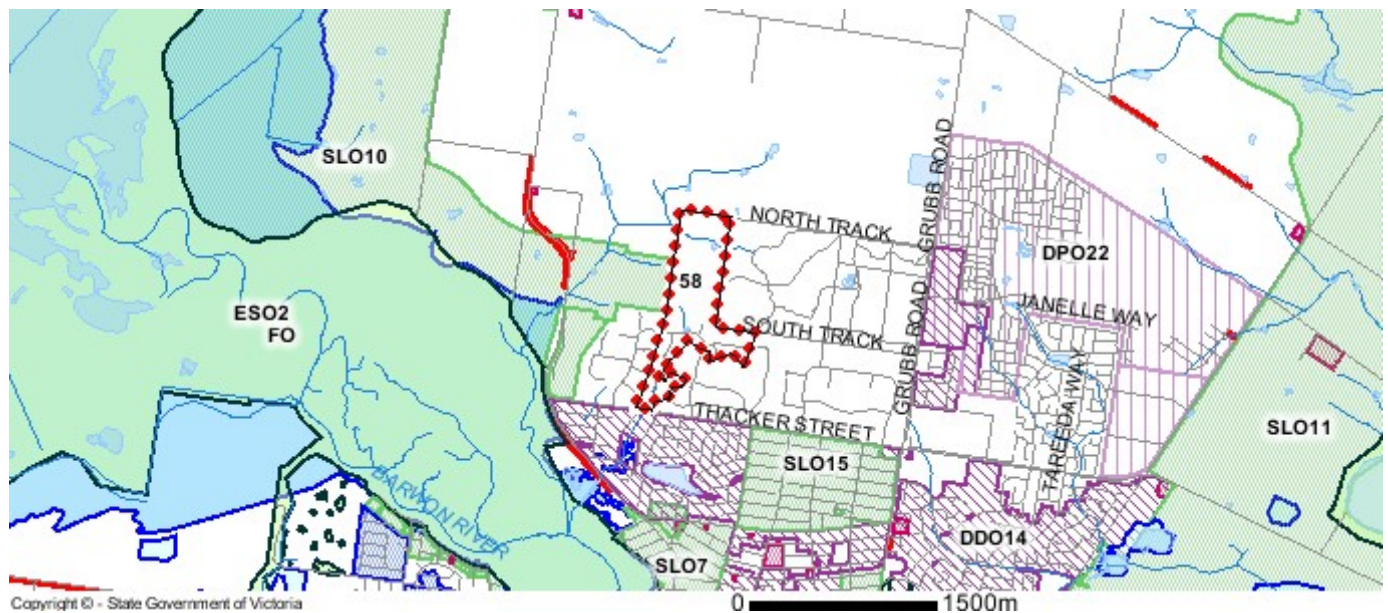 SLO10
NORTH TRACK
GRUBB ROAD
DPO22
58
ESO2
FO
JANELLE WAY
SOUTH TRACK
GRUBB ROAD
THACKER STREET
TAREEDA WAY
SLO11
SLO15
BARWON RIVER
DDO14
SLO7
Copyright © - State Government of Victoria
0 1500m